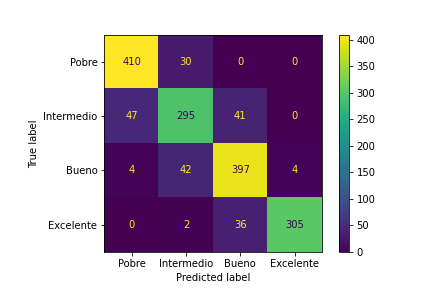 Pobre 410 30 0 0
Intermedio 47 295 41 0
Bueno 4 42 397 4
Excelente 0 2 36 305
Pobre Intermedio Bueno Excelente
Predicted label
True label
400
350
300
250
200
150
100
50
0